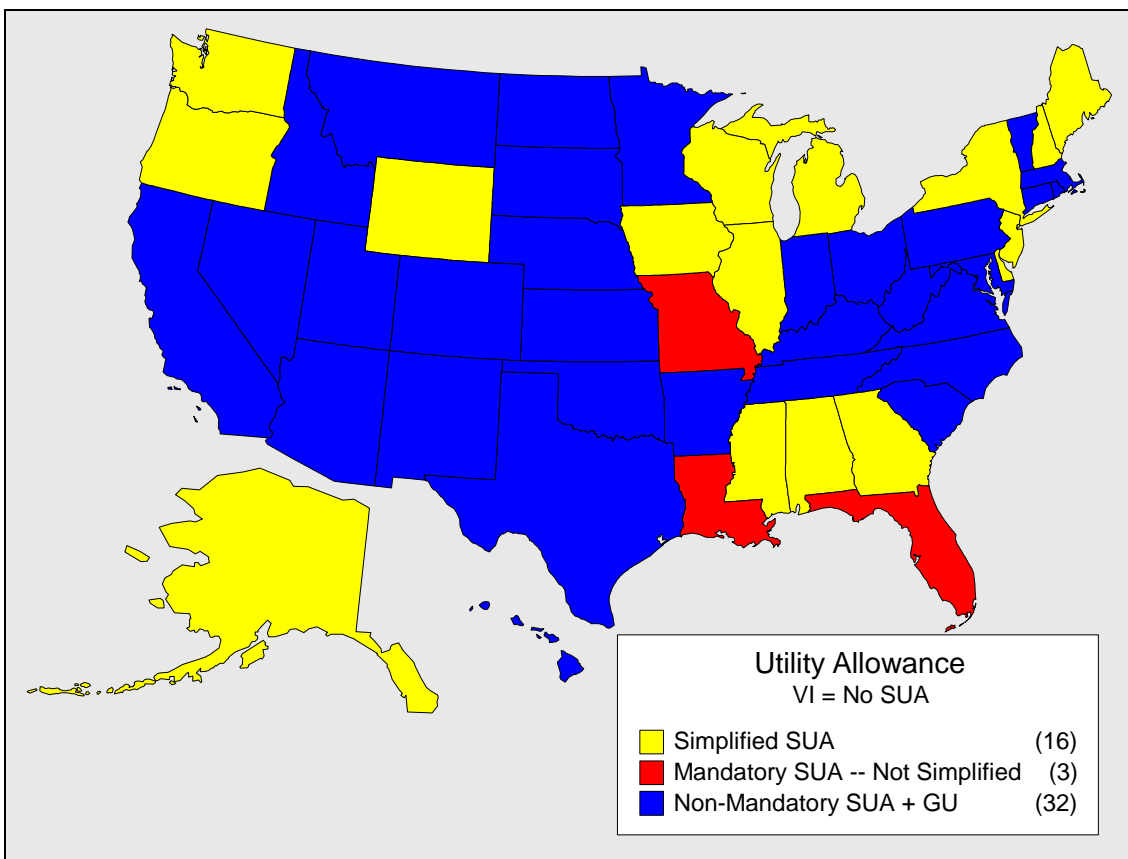 Utility Allowance
VI = No SUA
Simplified SUA (16)
Mandatory SUA -- Not Simplified (3)
Non-Mandatory SUA + GU (32)